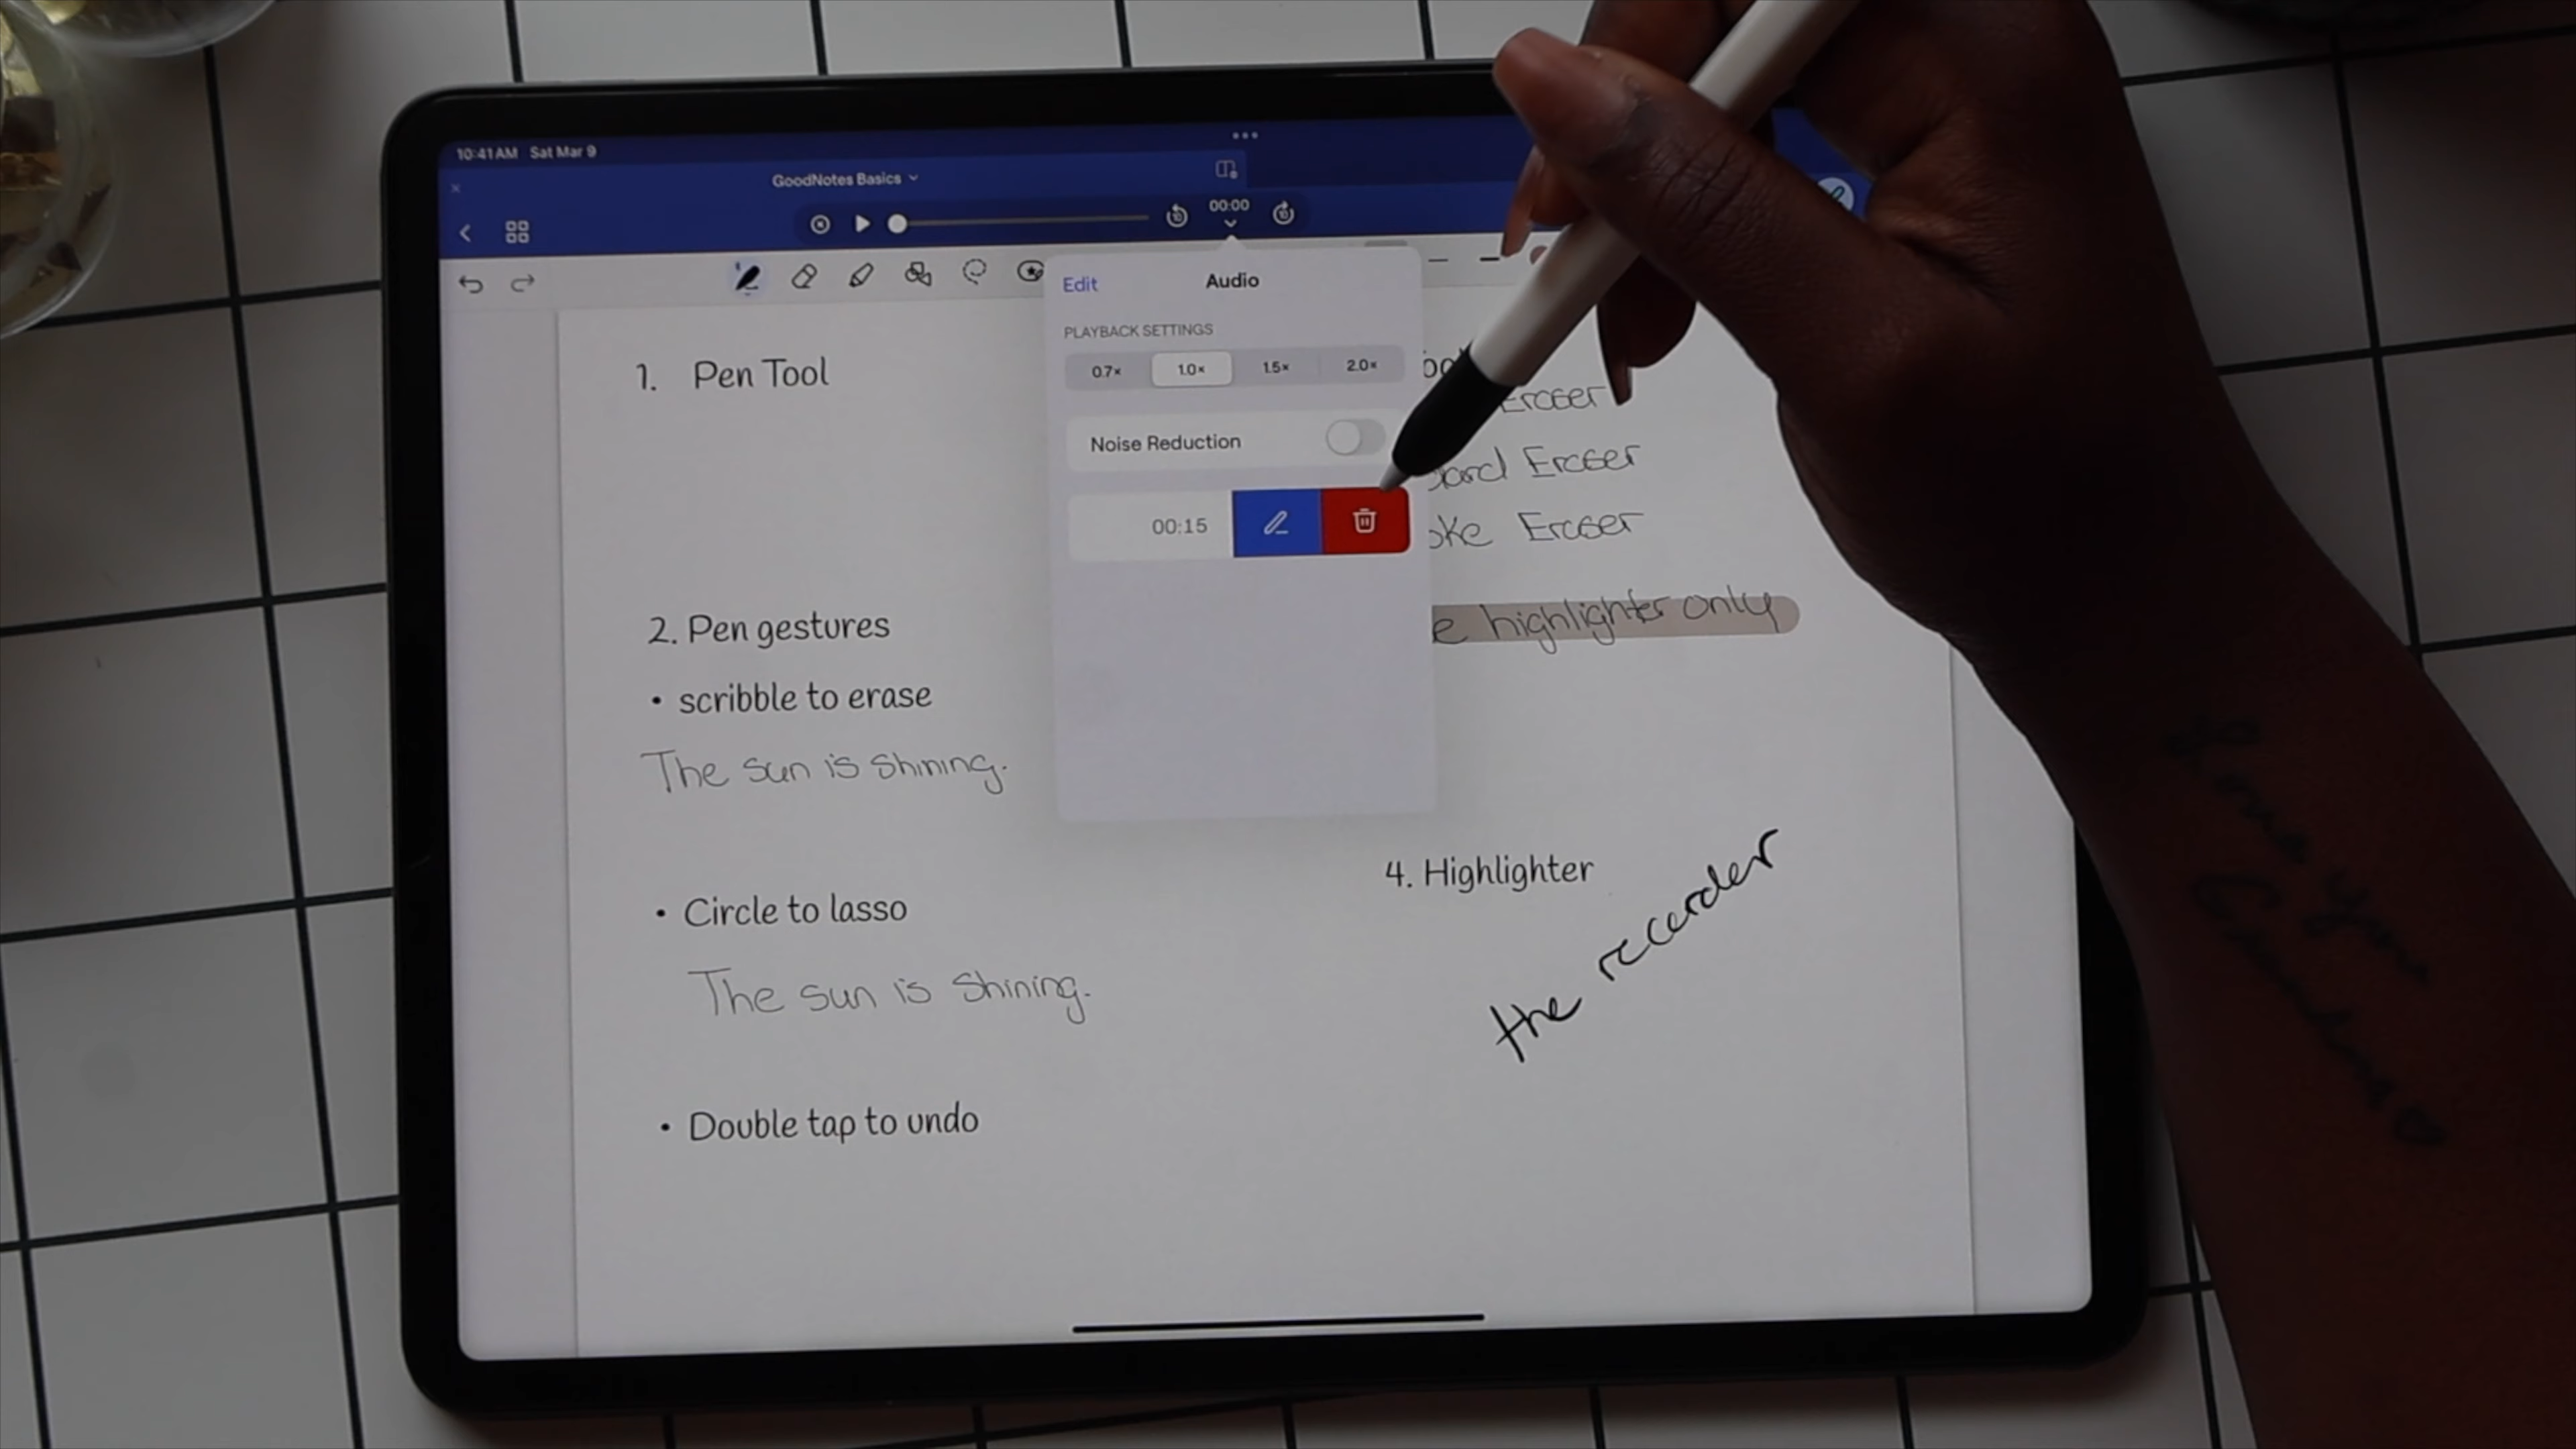 10:41 AM Sat Mar 9
GoodNotes Basics
00:00
Edit
Audio
PLAYBACK SETTINGS
0.7×
1.0×
1.5×
2.0×
Noise Reduction
00:15
1. Pen Tool
2. Pen gestures
• scribble to erase
The sun is shining.
• Circle to lasso
The sun is shining.
• Double tap to undo
Eraser
Eraser
Eraser
highlighter only
4. Highlighter
the recorder